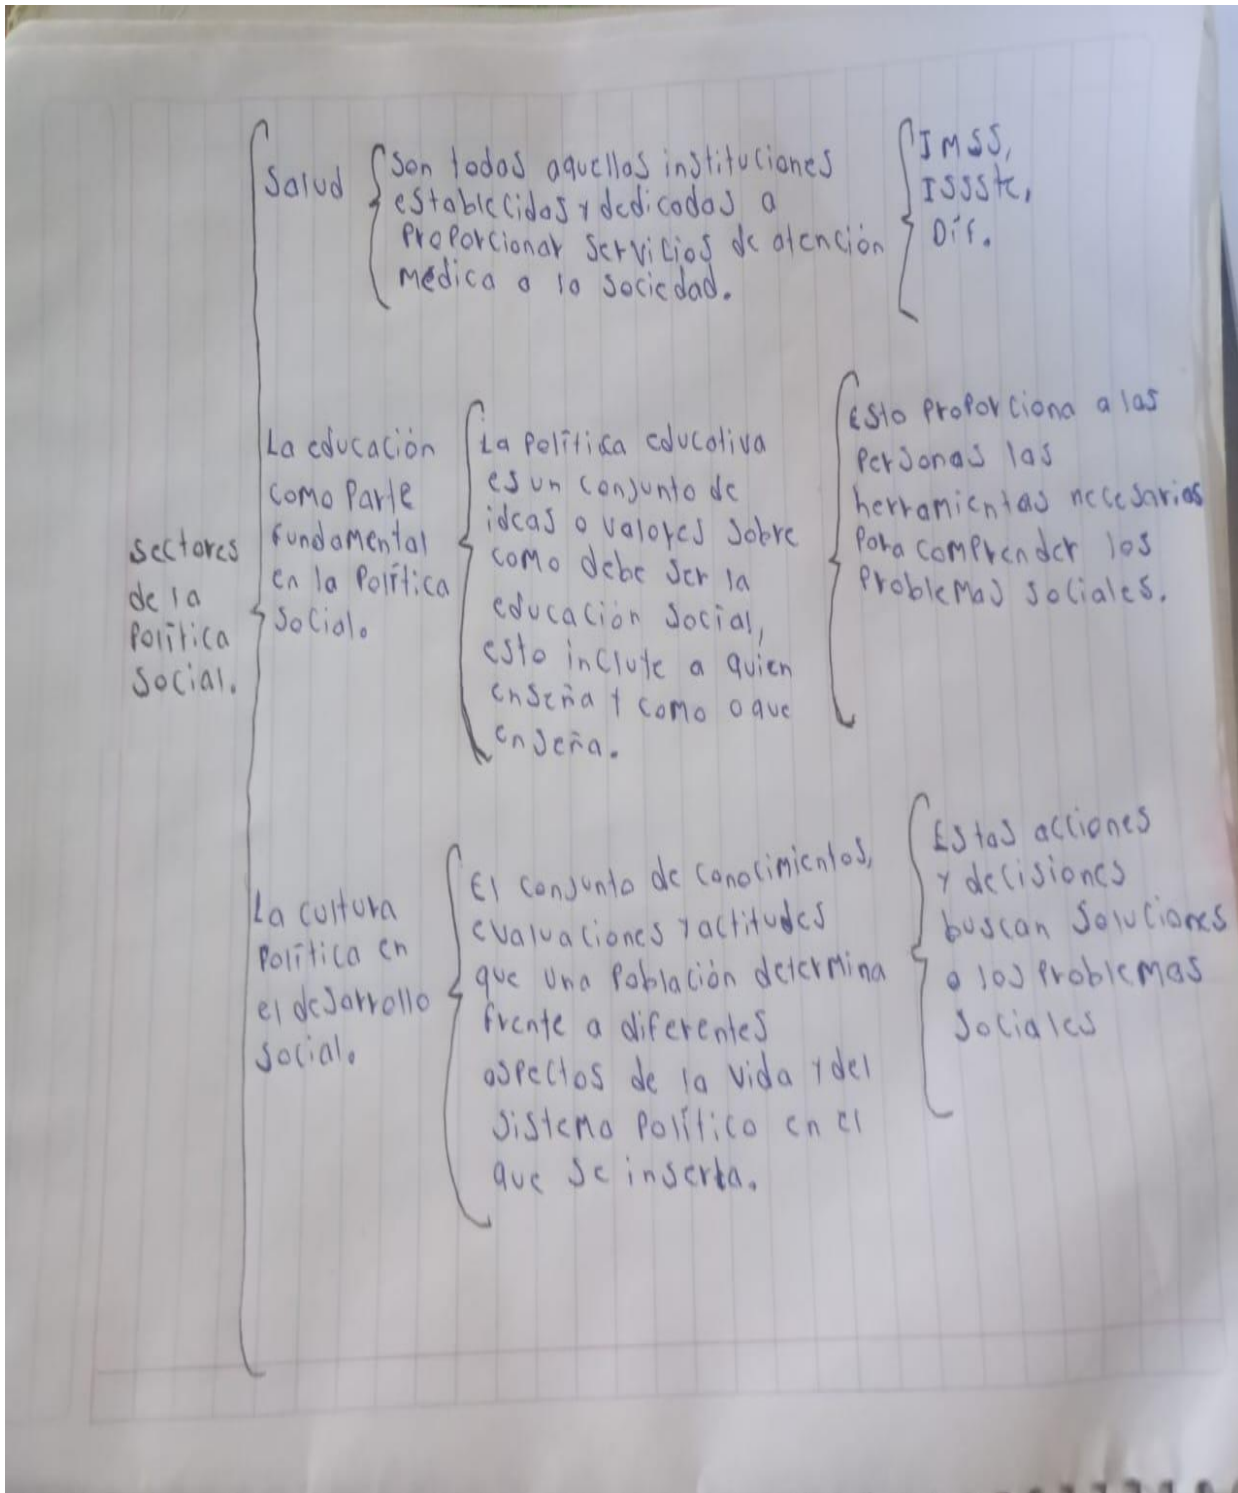 sectores
de la
Política
Social.
Salud
Son todas aquellas instituciones
establecidas y dedicadas a
Proporcionar servicios de atención
médica a la sociedad.
IMSS,
ISSSte,
Dif.
La educación
como Parte
fundamental
en la Política
Social.
La Política educativa
es un conjunto de
ideas o valores sobre
como debe ser la
educación social,
esto incluye a quien
enseña y como o que
enseña.
Esto Proporciona a las
Personas las
herramientas necesarias
Para comprender los
Problemas sociales.
La cultura
Política en
el desarrollo
social.
El conjunto de conocimientos,
evaluaciones y actitudes
que una Población determina
frente a diferentes
aspectos de la vida y del
sistema Político en el
que se inserta.
Estas acciones
y decisiones
buscan soluciones
a los Problemas
sociales